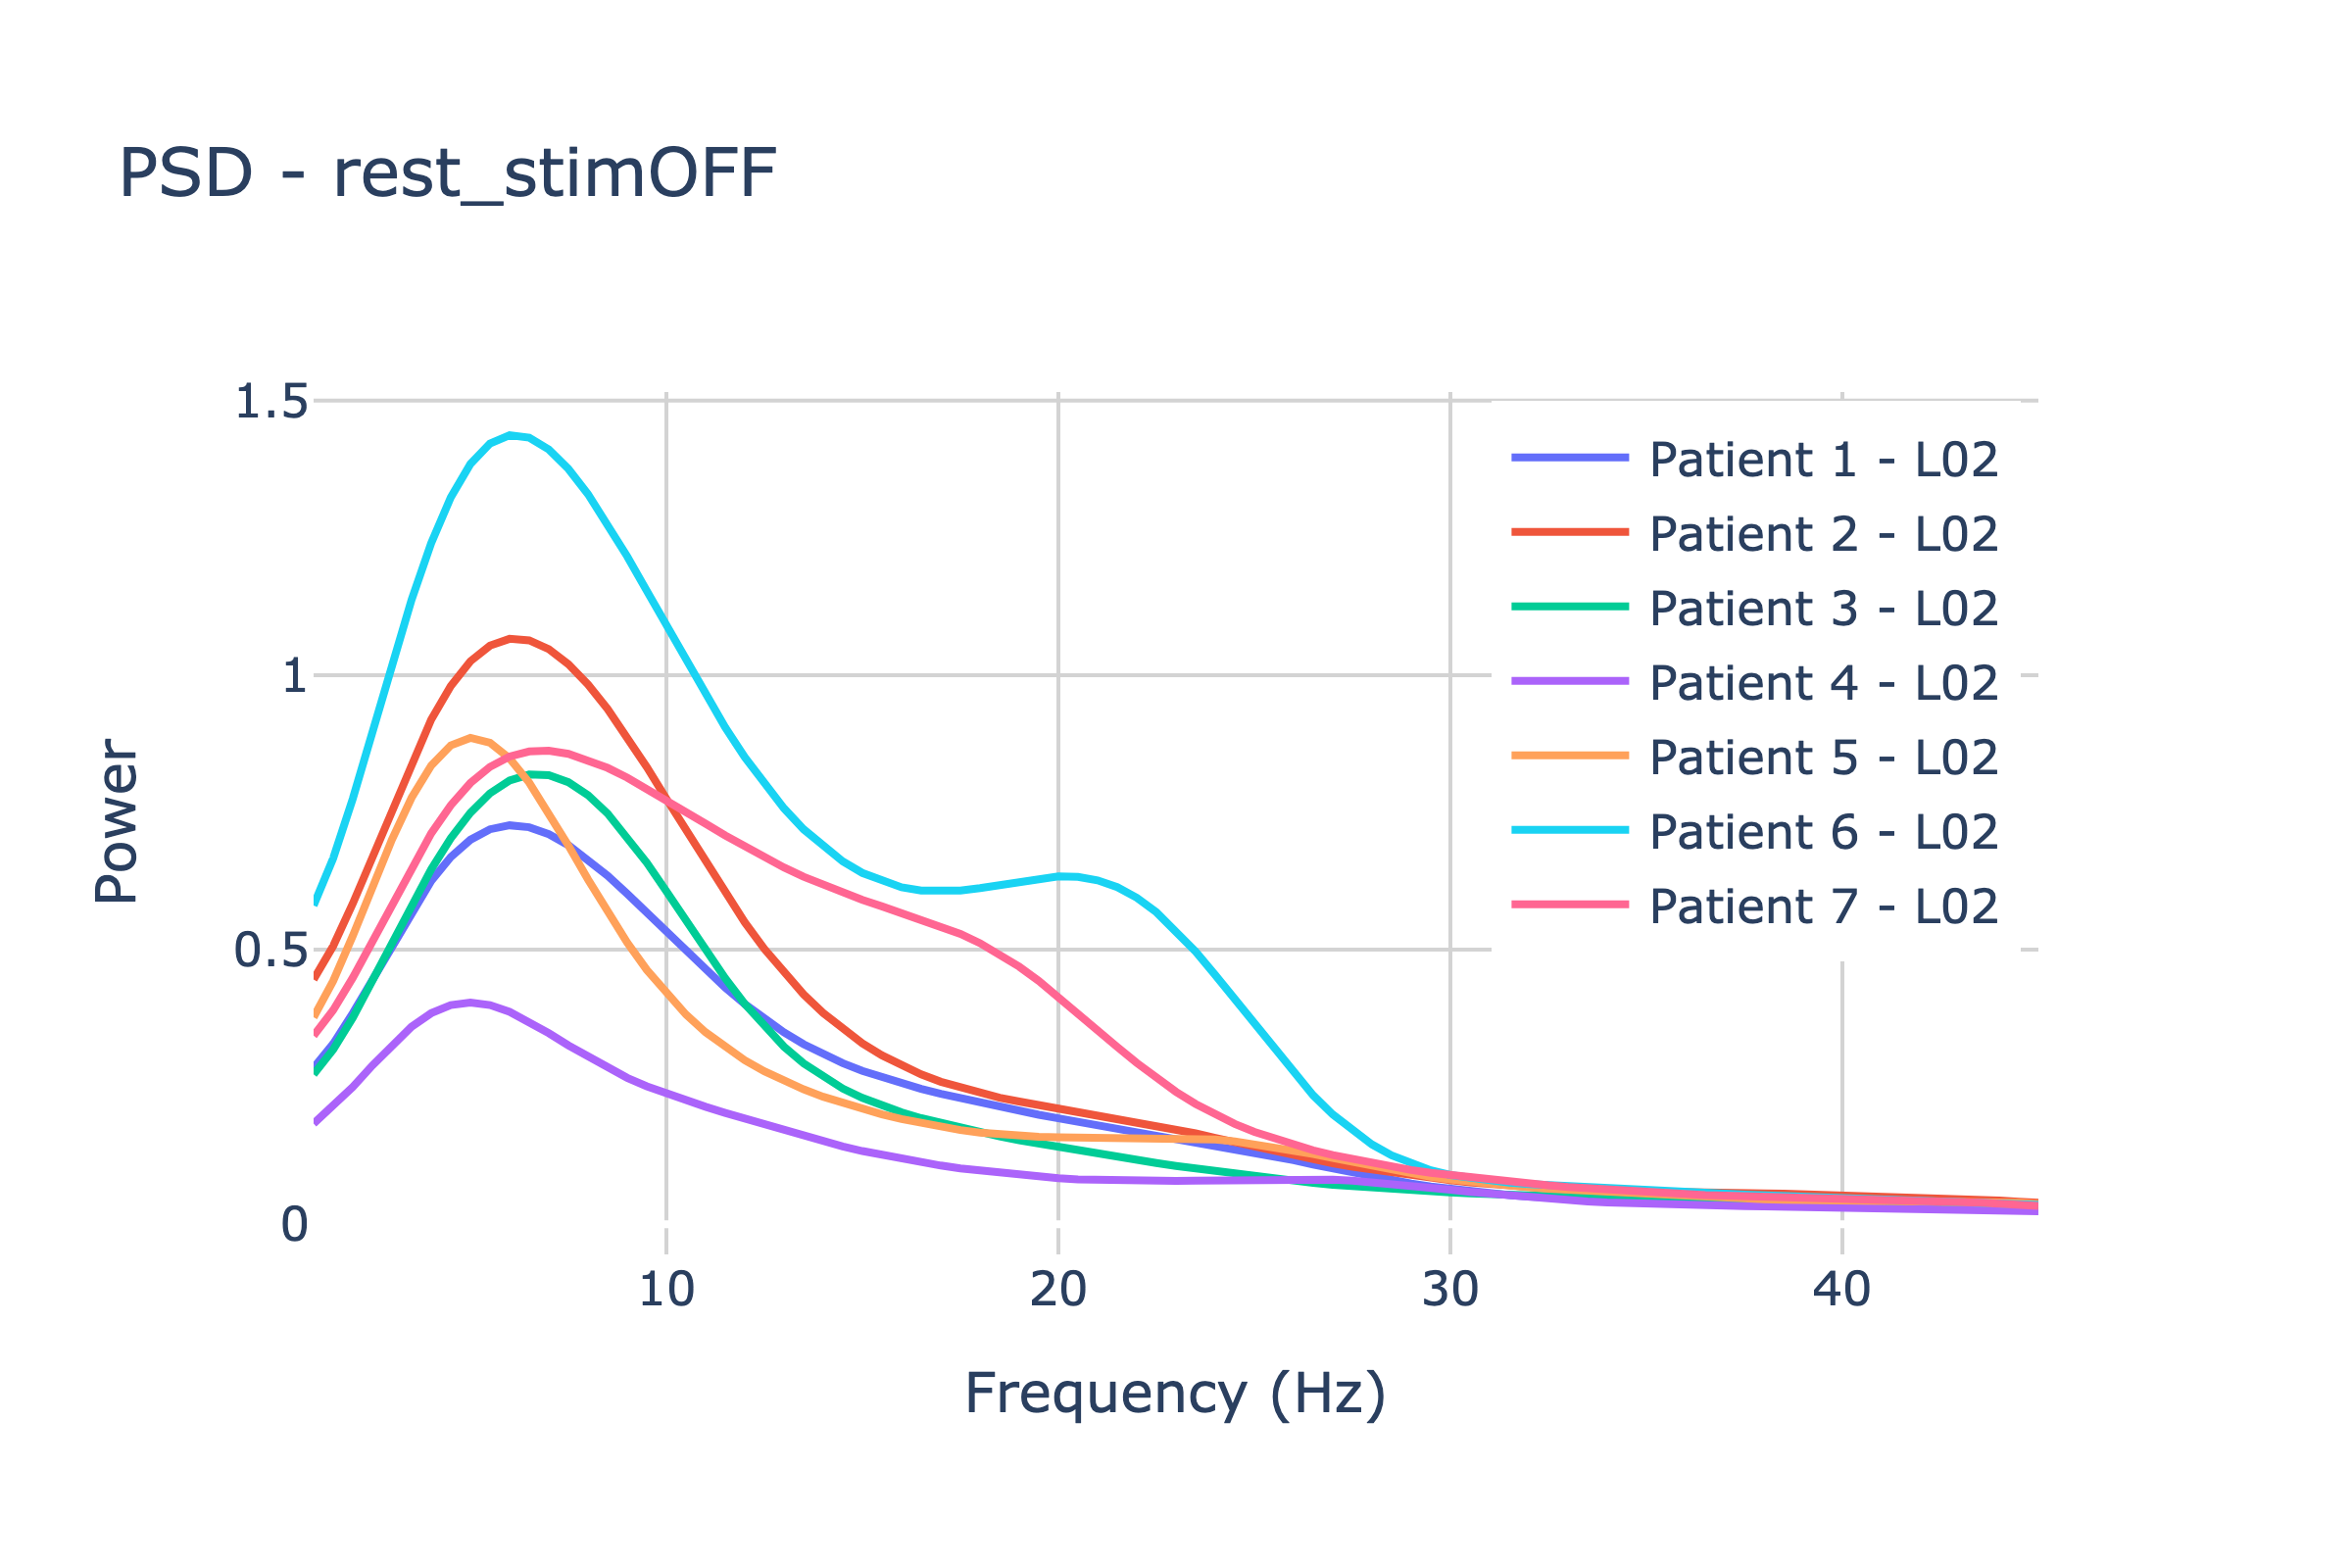 PSD - rest_stimOFF
1.5
1
0.5
0
Power
10
20
30
40
Frequency (Hz)
Patient 1 - L02
Patient 2 - L02
Patient 3 - L02
Patient 4 - L02
Patient 5 - L02
Patient 6 - L02
Patient 7 - L02